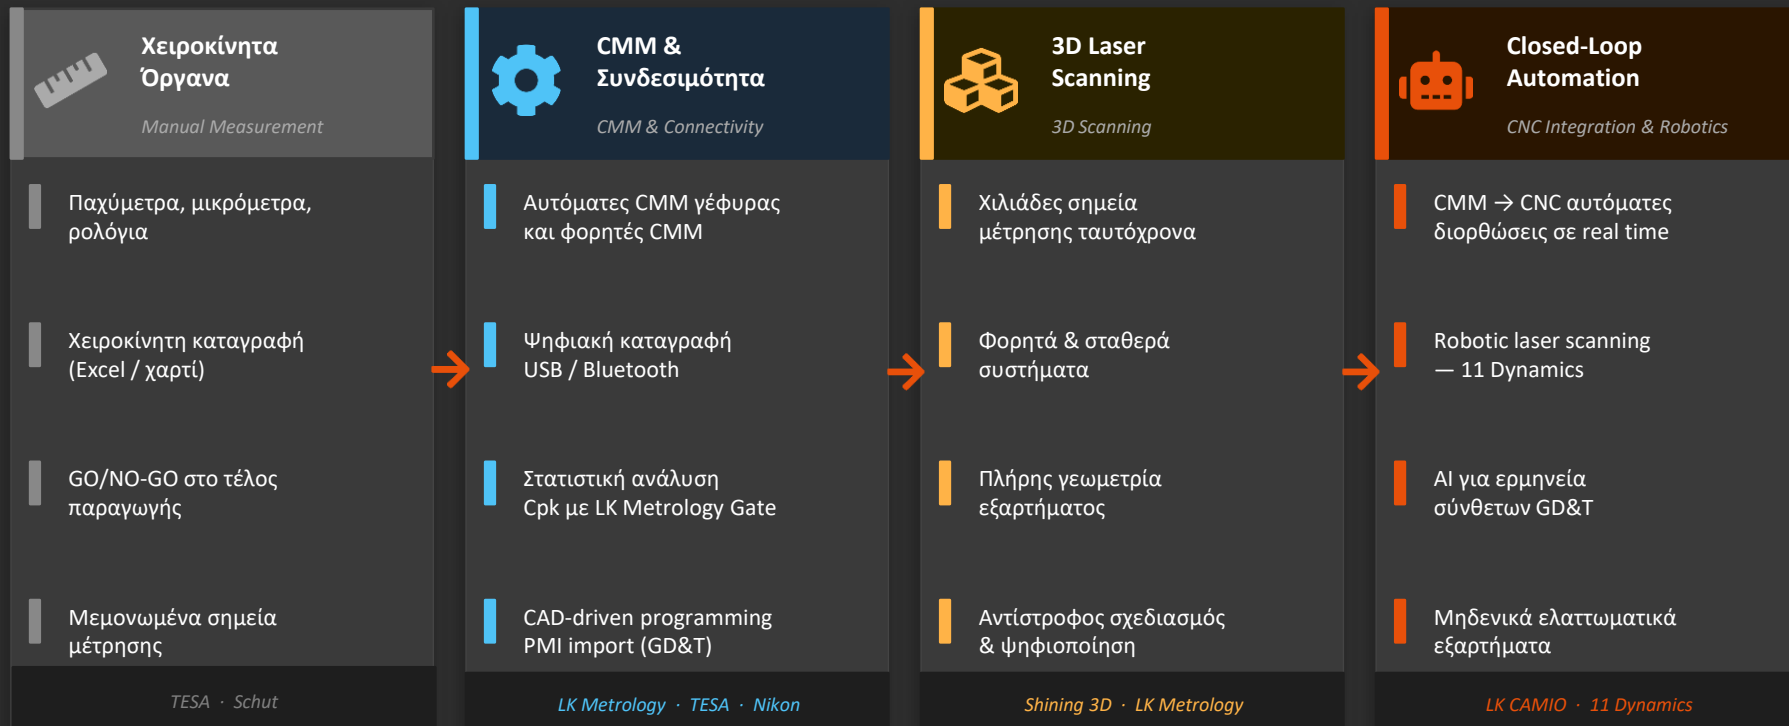 Χειροκίνητα
Όργανα
Manual Measurement
Παχύμετρα, μικρόμετρα,
ρολόγια
Χειροκίνητη καταγραφή
(Excel / χαρτί)
GO/NO-GO στο τέλος
παραγωγής
Μεμονωμένα σημεία
μέτρησης
TESA · Schut
CMM &
Συνδεσιμότητα
CMM & Connectivity
Αυτόματες CMM γέφυρας
και φορητές CMM
Ψηφιακή καταγραφή
USB / Bluetooth
Στατιστική ανάλυση
Cpk με LK Metrology Gate
CAD-driven programming
PMI import (GD&T)
LK Metrology · TESA · Nikon
3D Laser
Scanning
3D Scanning
Χιλιάδες σημεία
μέτρησης ταυτόχρονα
Φορητά & σταθερά
συστήματα
Πλήρης γεωμετρία
εξαρτήματος
Αντίστροφος σχεδιασμός
& ψηφιοποίηση
Shining 3D · LK Metrology
Closed-Loop
Automation
CNC Integration & Robotics
CMM → CNC αυτόματες
διορθώσεις σε real time
Robotic laser scanning
— 11 Dynamics
AI για ερμηνεία
σύνθετων GD&T
Μηδενικά ελαττωματικά
εξαρτήματα
LK CAMIO · 11 Dynamics